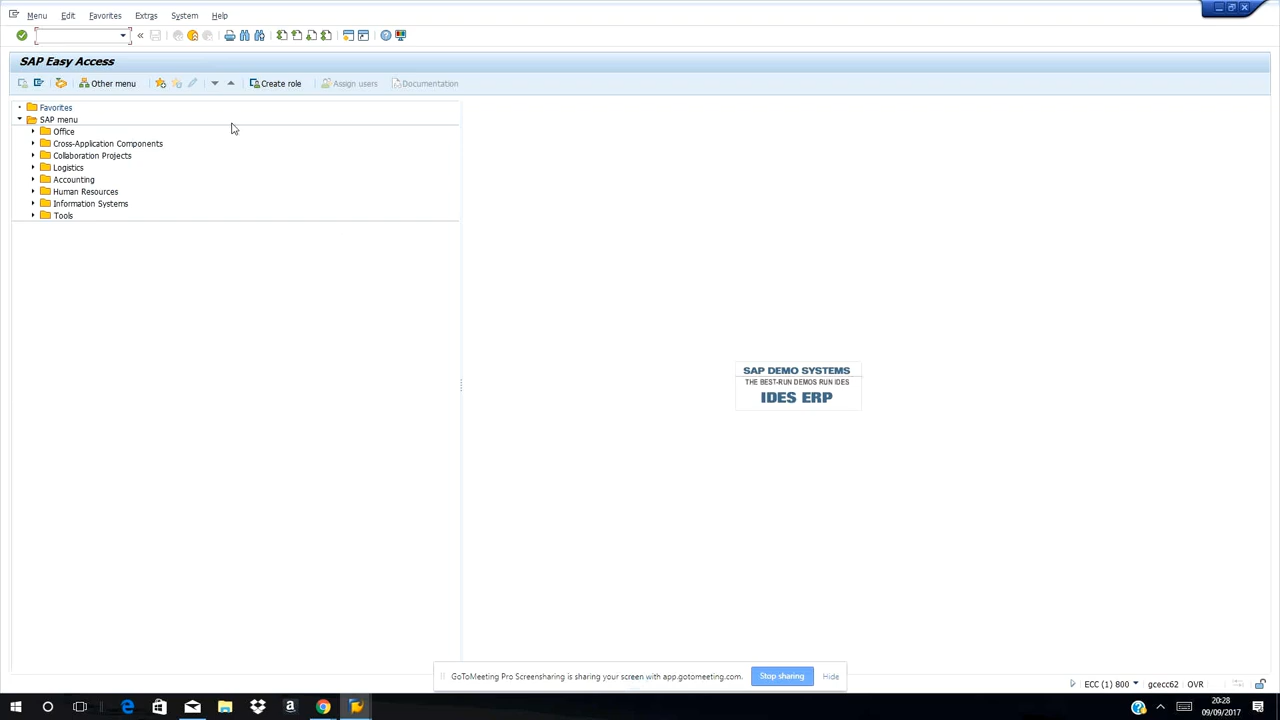 Menu Edit Favorites Extras System Help
SAP Easy Access
Other menu Create role Assign users Documentation
Favorites
SAP menu
Office
Cross-Application Components
Collaboration Projects
Logistics
Accounting
Human Resources
Information Systems
Tools
SAP DEMO SYSTEMS
THE BEST-RUN DEMOS RUN IDES
IDES ERP
GoToMeeting Pro Screensharing is sharing your screen with app.gotomeeting.com. Stop sharing Hide
ECC (1) 800 gcecc62 OVR
20:28
09/09/2017